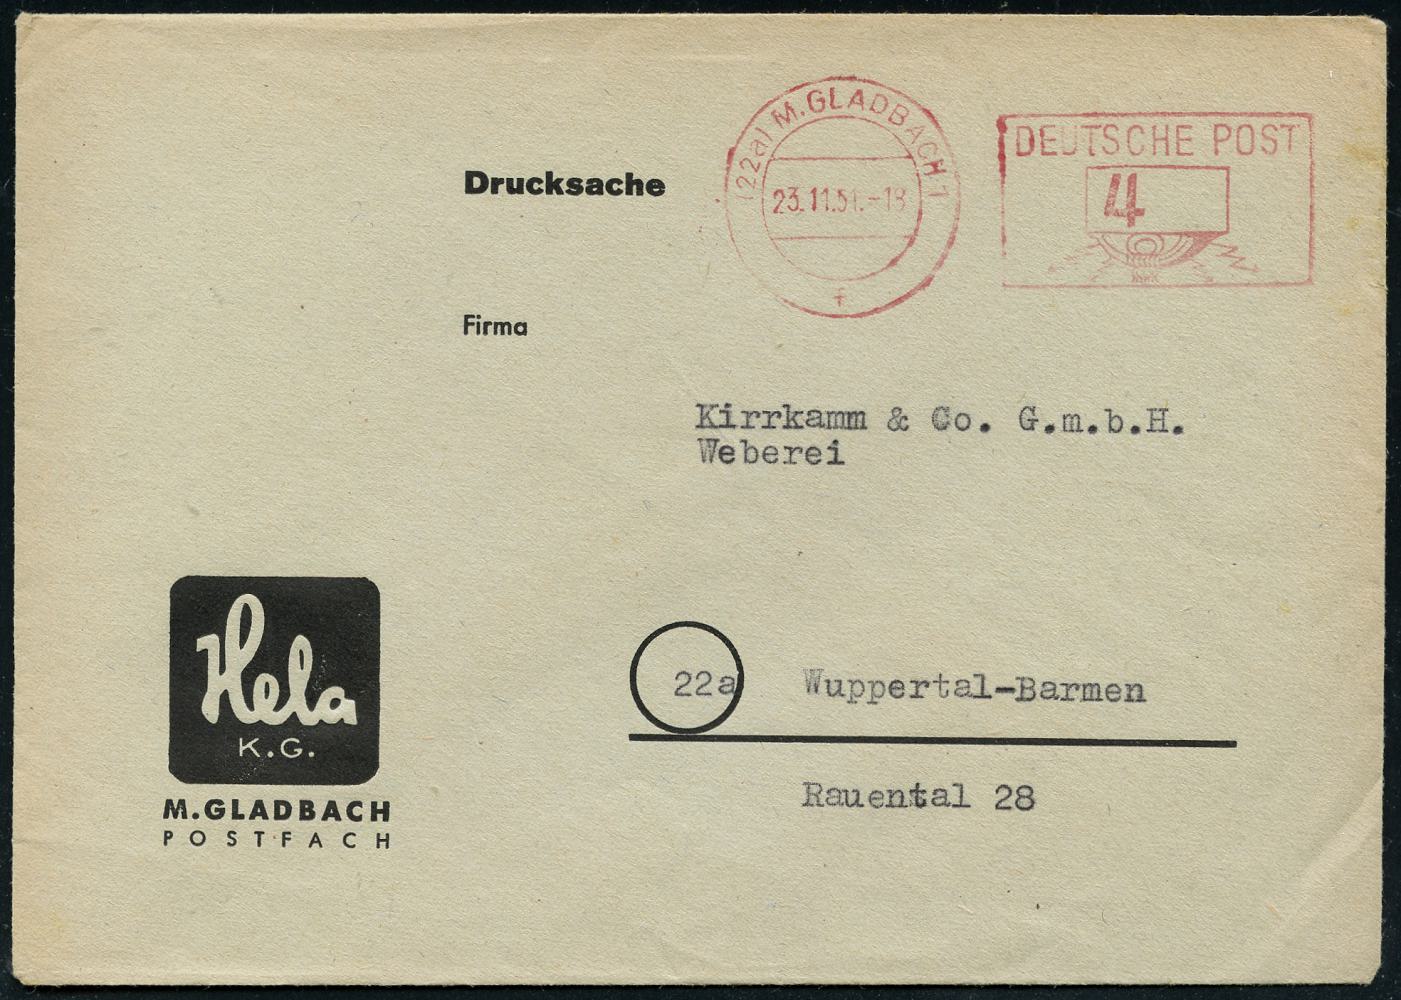 (22a) M.GLADBACH 1
23.11.51.-18
f
DEUTSCHE POST
4
Drucksache
Firma
Kirrkamm & Co. G.m.b.H.
Weberei
22a Wuppertal-Barmen
Rauental 28
Hela
K.G.
M.GLADBACH
POSTFACH